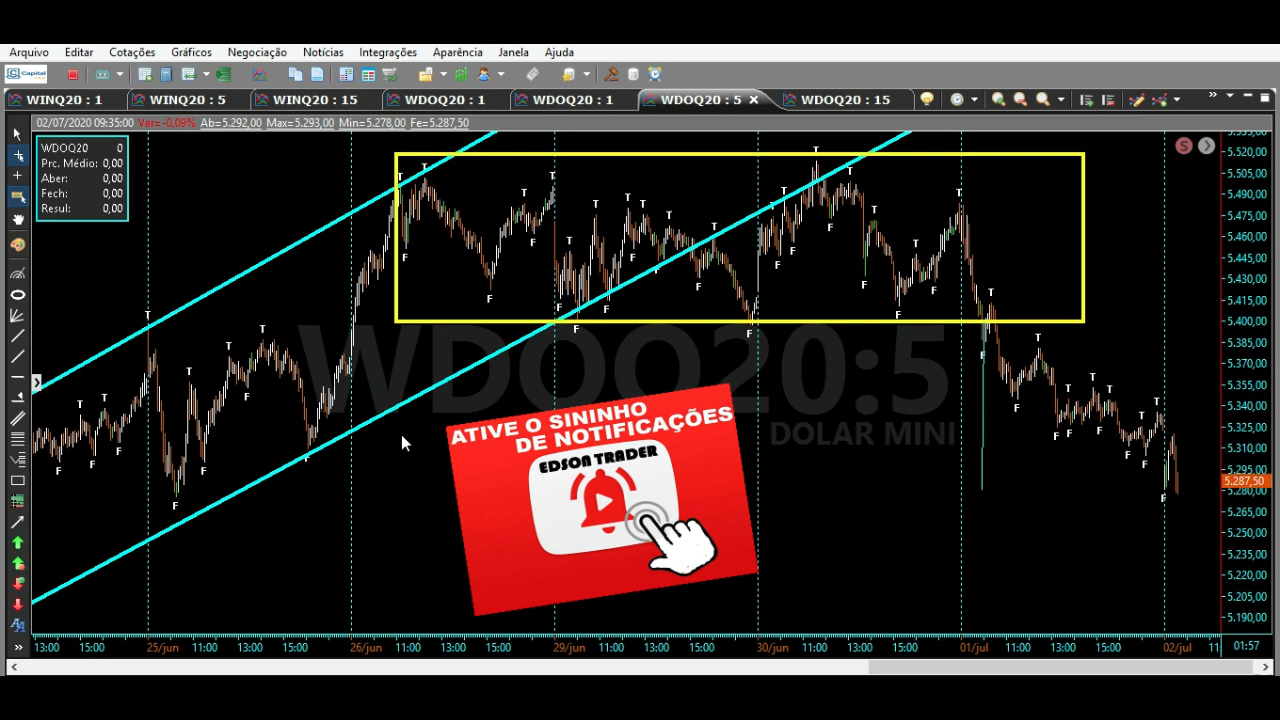 Arquivo Editar Cotações Gráficos Negociação Notícias Integrações Aparência Janela Ajuda
Capital
WINQ20 : 1 WINQ20 : 5 WINQ20 : 15 WDOQ20 : 1 WDOQ20 : 1 WDOQ20 : 5 WDOQ20 : 15
02/07/2020 09:35:00 Var=-0,09% Ab=5.292,00 Max=5.293,00 Min=5.278,00 Fe=5.287,50
WDOQ20 0
Prc. Médio: 0,00
Aber: 0,00
Fech: 0,00
Resul: 0,00
S
5.520,00
5.505,00
5.490,00
5.475,00
5.460,00
5.445,00
5.430,00
5.415,00
5.400,00
5.385,00
5.370,00
5.355,00
5.340,00
5.325,00
5.310,00
5.295,00
5.287,50
5.280,00
5.265,00
5.250,00
5.235,00
5.220,00
5.205,00
5.190,00
WDOQ20:5
DOLAR MINI
ATIVE O SININHO
DE NOTIFICAÇÕES
EDSON TRADER
13:00 15:00 25/jun 11:00 13:00 15:00 26/jun 11:00 13:00 15:00 29/jun 11:00 13:00 15:00 30/jun 11:00 13:00 15:00 01/jul 11:00 13:00 15:00 02/jul 01:57